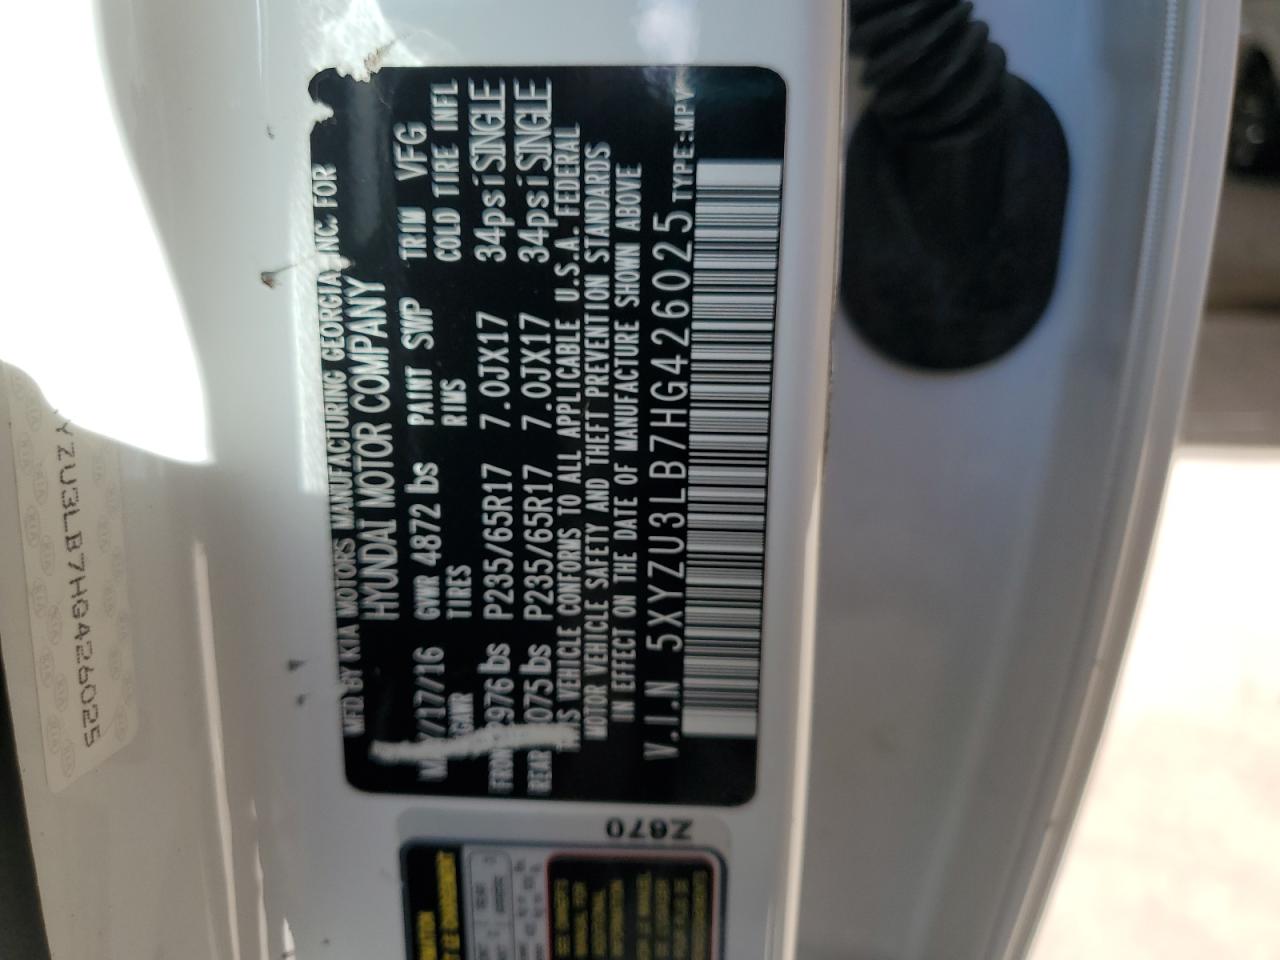 MFD BY KIA MOTORS MANUFACTURING GEORGIA, INC. FOR
HYUNDAI MOTOR COMPANY
/17/16 GVWR 4872 lbs PAINT SWP TRIM VFG
GAWR TIRES RIMS COLD TIRE INFL
FRONT 2976 lbs P235/65R17 7.0JX17 34psi SINGLE
REAR 3075 lbs P235/65R17 7.0JX17 34psi SINGLE
THIS VEHICLE CONFORMS TO ALL APPLICABLE U.S.A. FEDERAL
MOTOR VEHICLE SAFETY AND THEFT PREVENTION STANDARDS
IN EFFECT ON THE DATE OF MANUFACTURE SHOWN ABOVE
V.I.N 5XYZU3LB7HG426025 TYPE:MPV
YZU3LB7HG426025
Z670